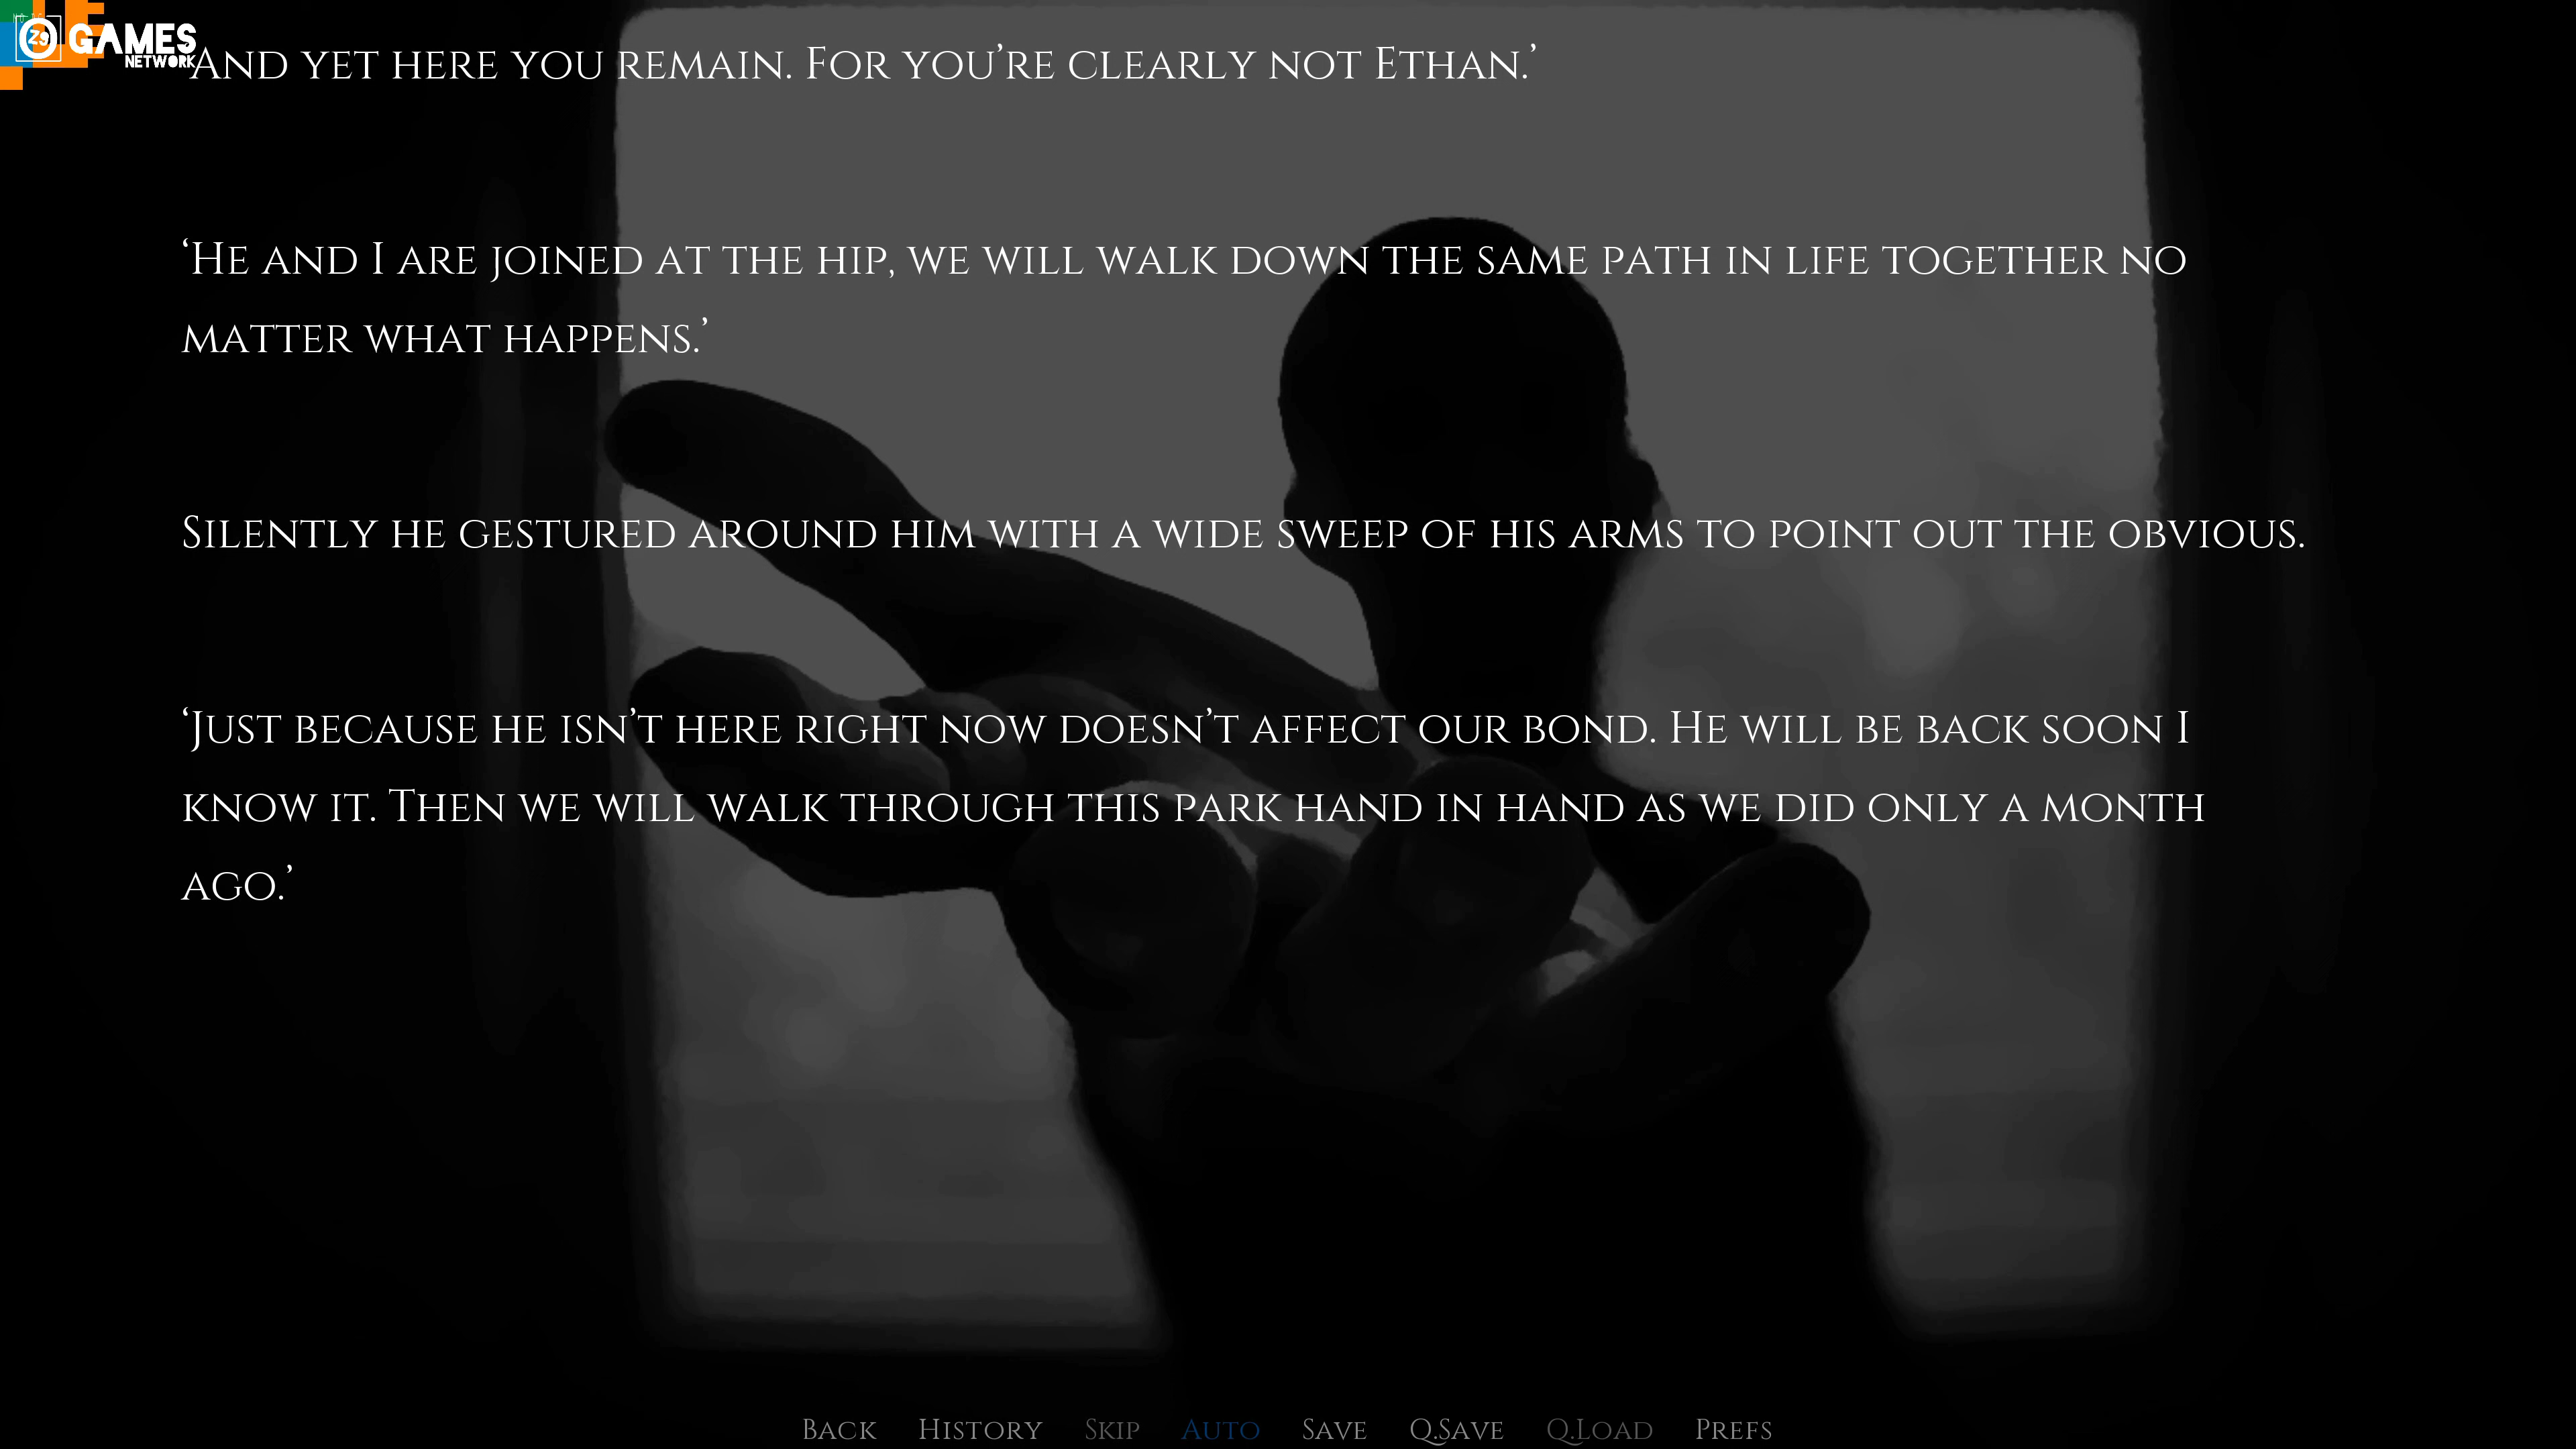 GAMES
NETWORK
‘And yet here you remain. For you’re clearly not Ethan.’
‘He and I are joined at the hip, we will walk down the same path in life together no
matter what happens.’
Silently he gestured around him with a wide sweep of his arms to point out the obvious.
‘Just because he isn’t here right now doesn’t affect our bond. He will be back soon I
know it. Then we will walk through this park hand in hand as we did only a month
ago.’
Back History Skip Auto Save Q.Save Q.Load Prefs